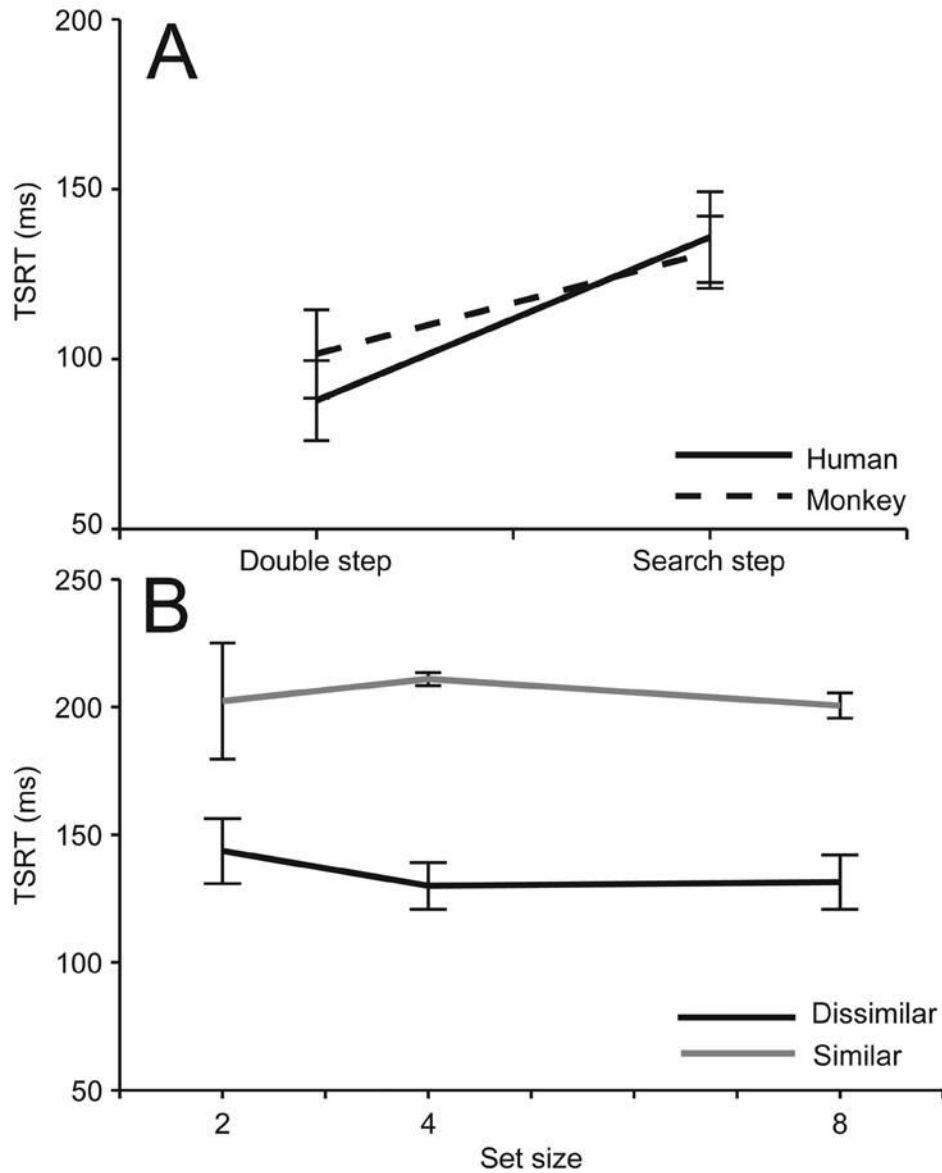 A
200
150
100
50
TSRT (ms)
Human
Monkey
Double step
Search step
B
250
200
150
100
50
TSRT (ms)
Dissimilar
Similar
2
4
8
Set size